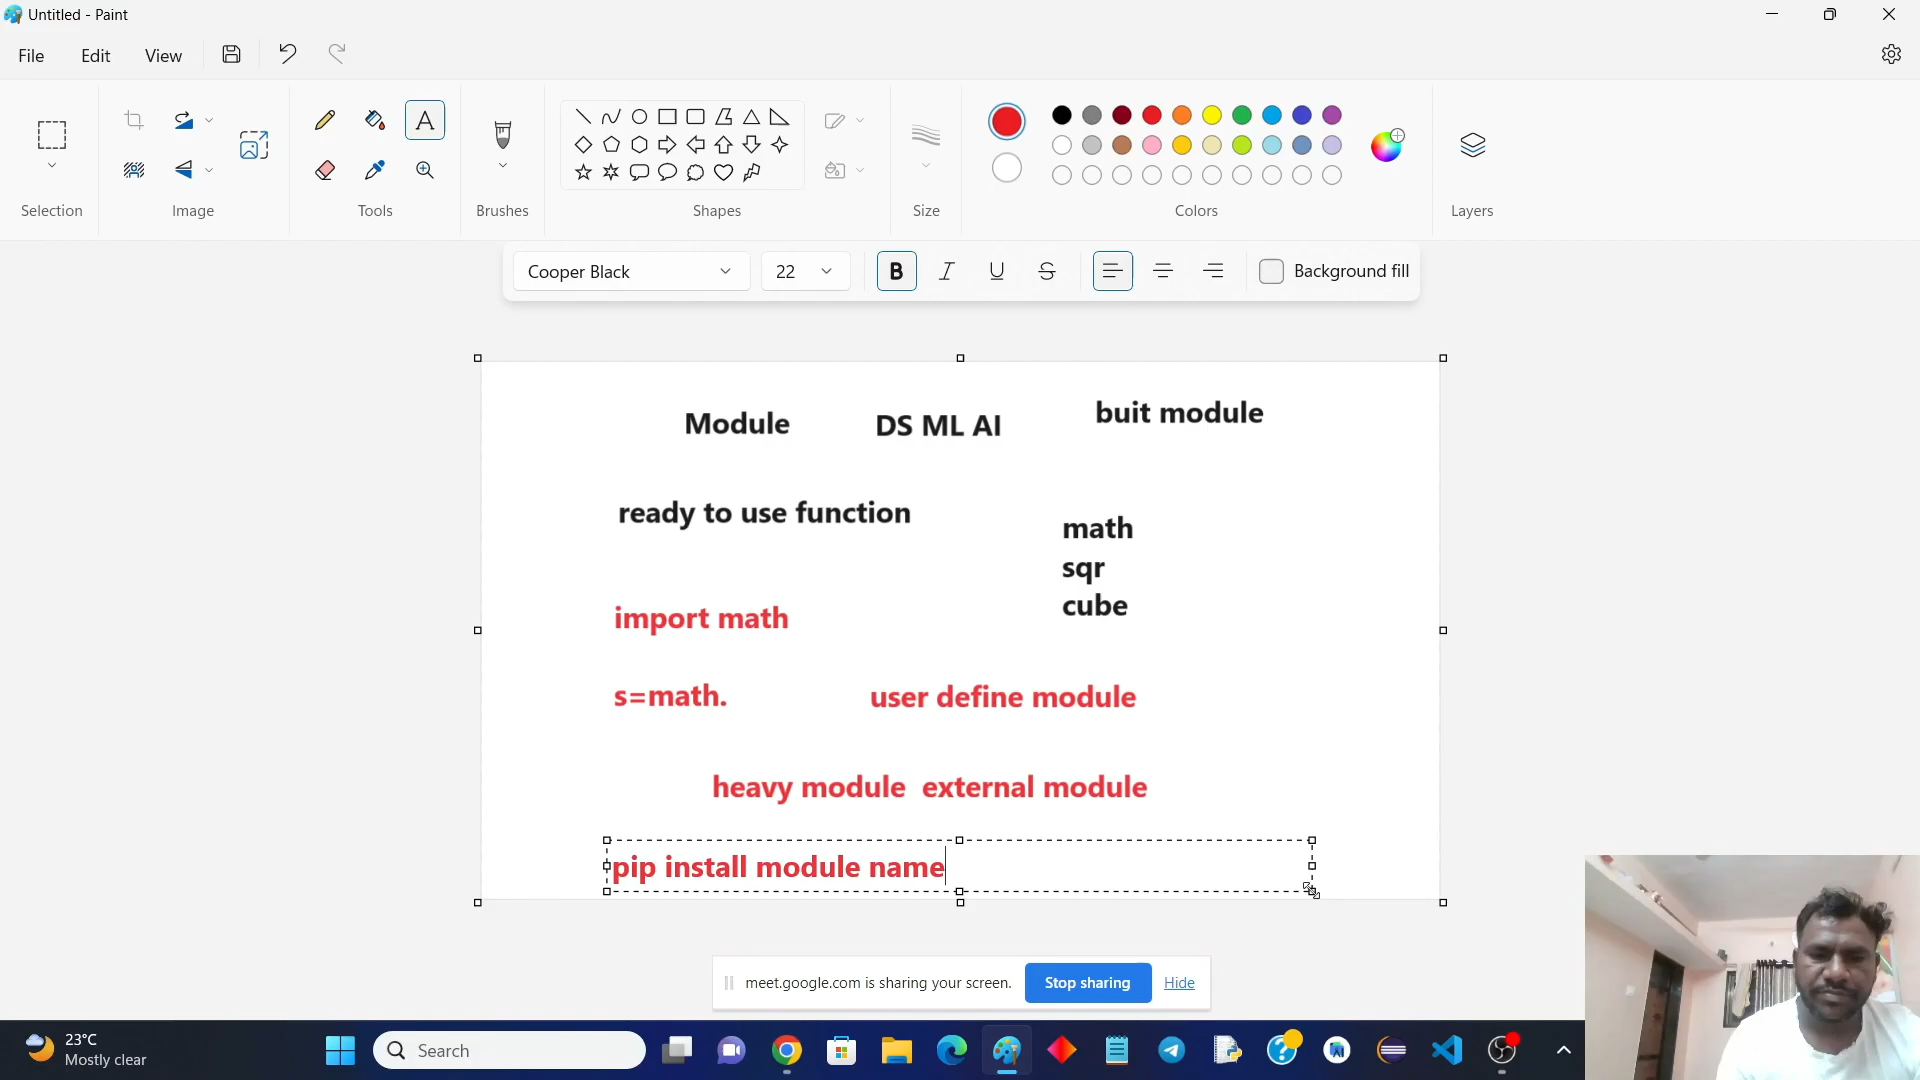 Untitled - Paint
File Edit View
Selection Image Tools Brushes Shapes Size Colors Layers
Cooper Black 22 B I U S Background fill
Module DS ML AI buit module
ready to use function
math
sqr
cube
import math
s=math. user define module
heavy module external module
pip install module name
meet.google.com is sharing your screen. Stop sharing Hide
23°C
Mostly clear
Search